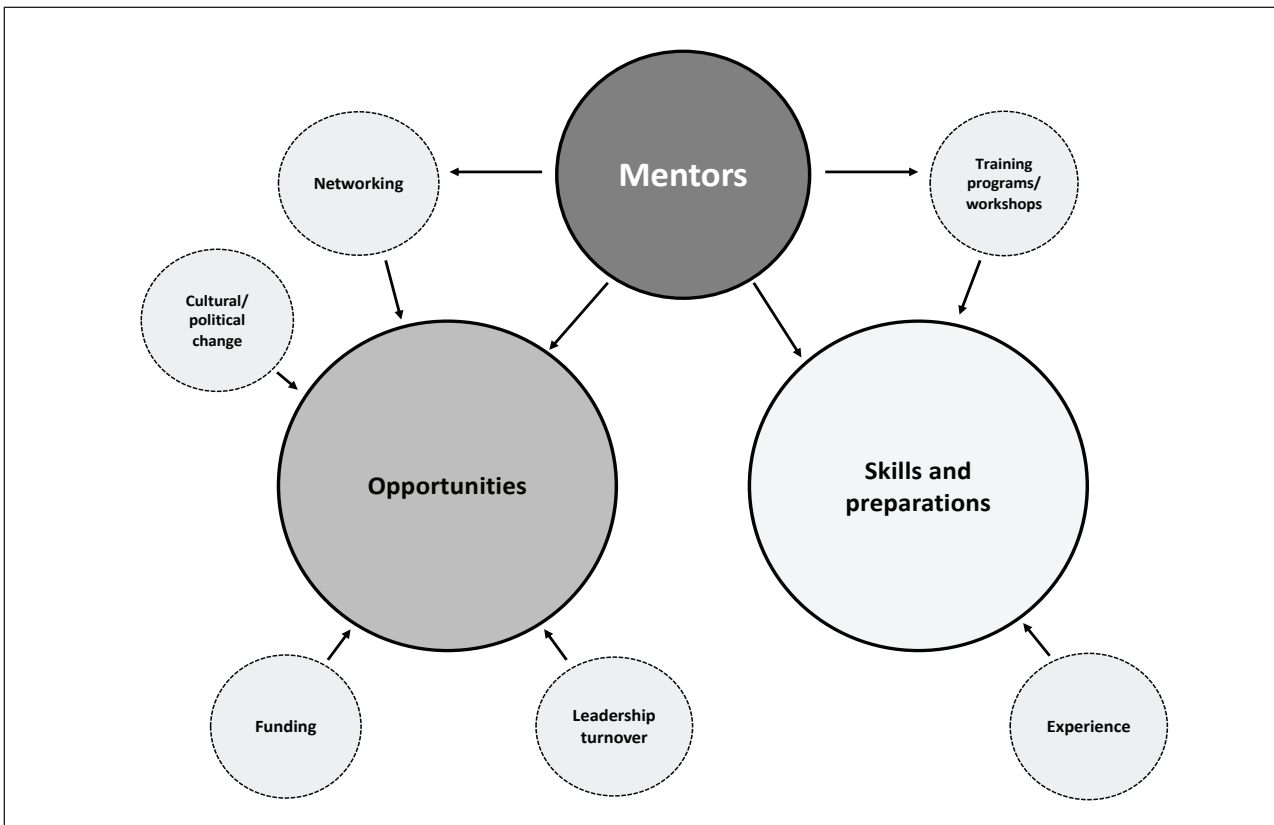 Mentors
Networking
Training
programs/
workshops
Cultural/
political
change
Opportunities
Skills and
preparations
Funding
Leadership
turnover
Experience